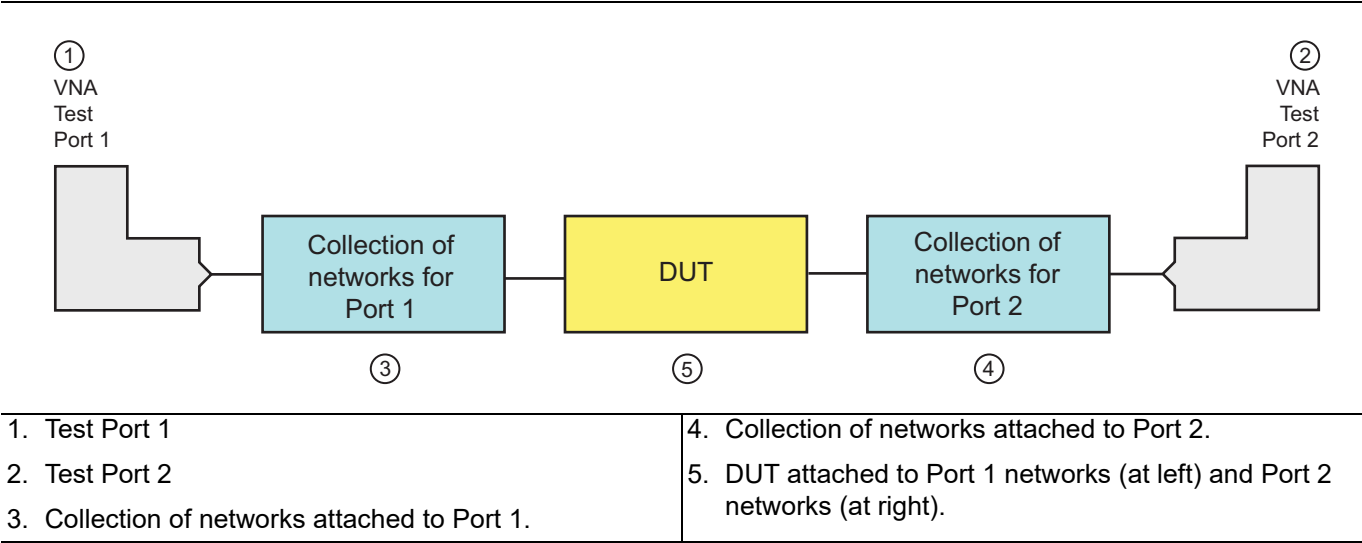 1
VNA
Test
Port 1
2
VNA
Test
Port 2
Collection of
networks for
Port 1
DUT
Collection of
networks for
Port 2
3
5
4
1. Test Port 1
2. Test Port 2
3. Collection of networks attached to Port 1.
4. Collection of networks attached to Port 2.
5. DUT attached to Port 1 networks (at left) and Port 2
networks (at right).